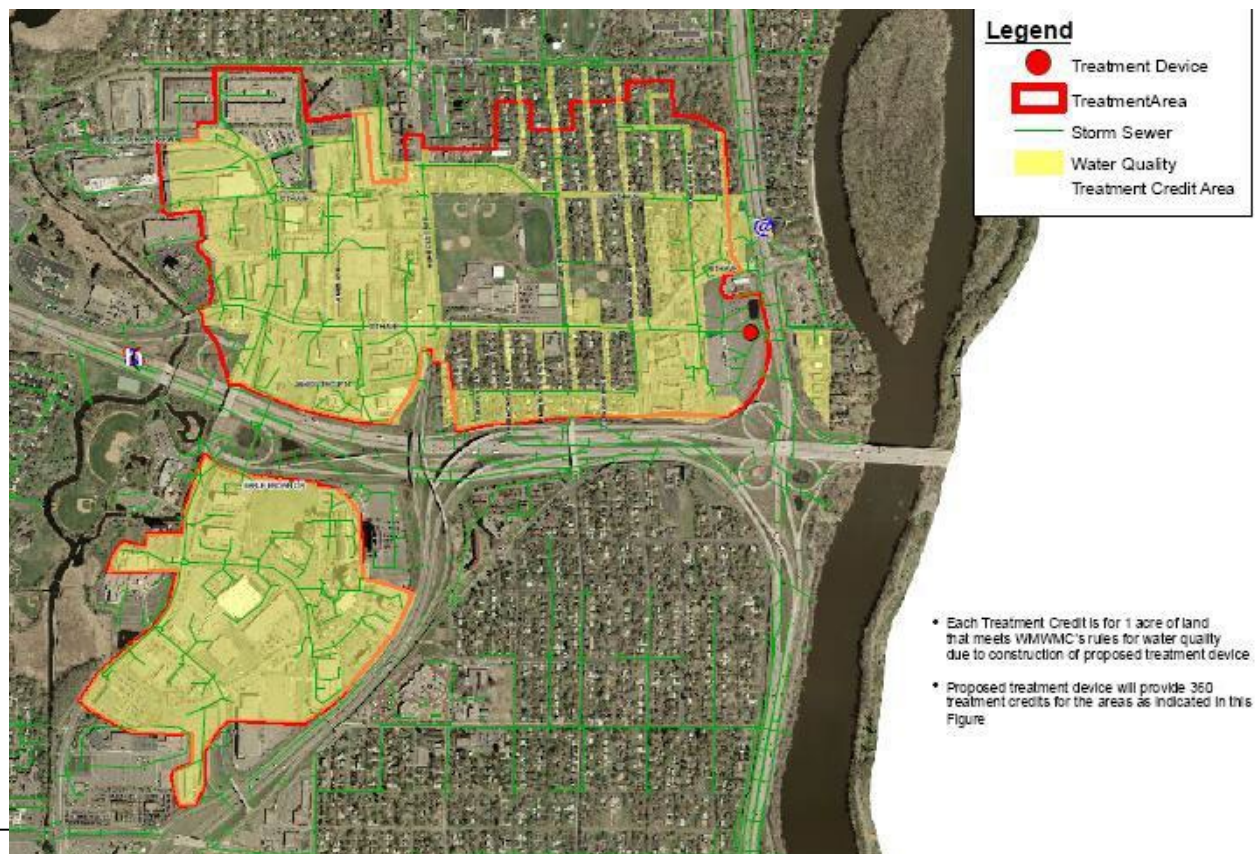 Legend
Treatment Device
TreatmentArea
Storm Sewer
Water Quality
Treatment Credit Area
• Each Treatment Credit is for 1 acre of land
that meets WMWMC's rules for water quality
due to construction of proposed treatment device
• Proposed treatment device will provide 360
treatment credits for the areas as indicated in this
Figure